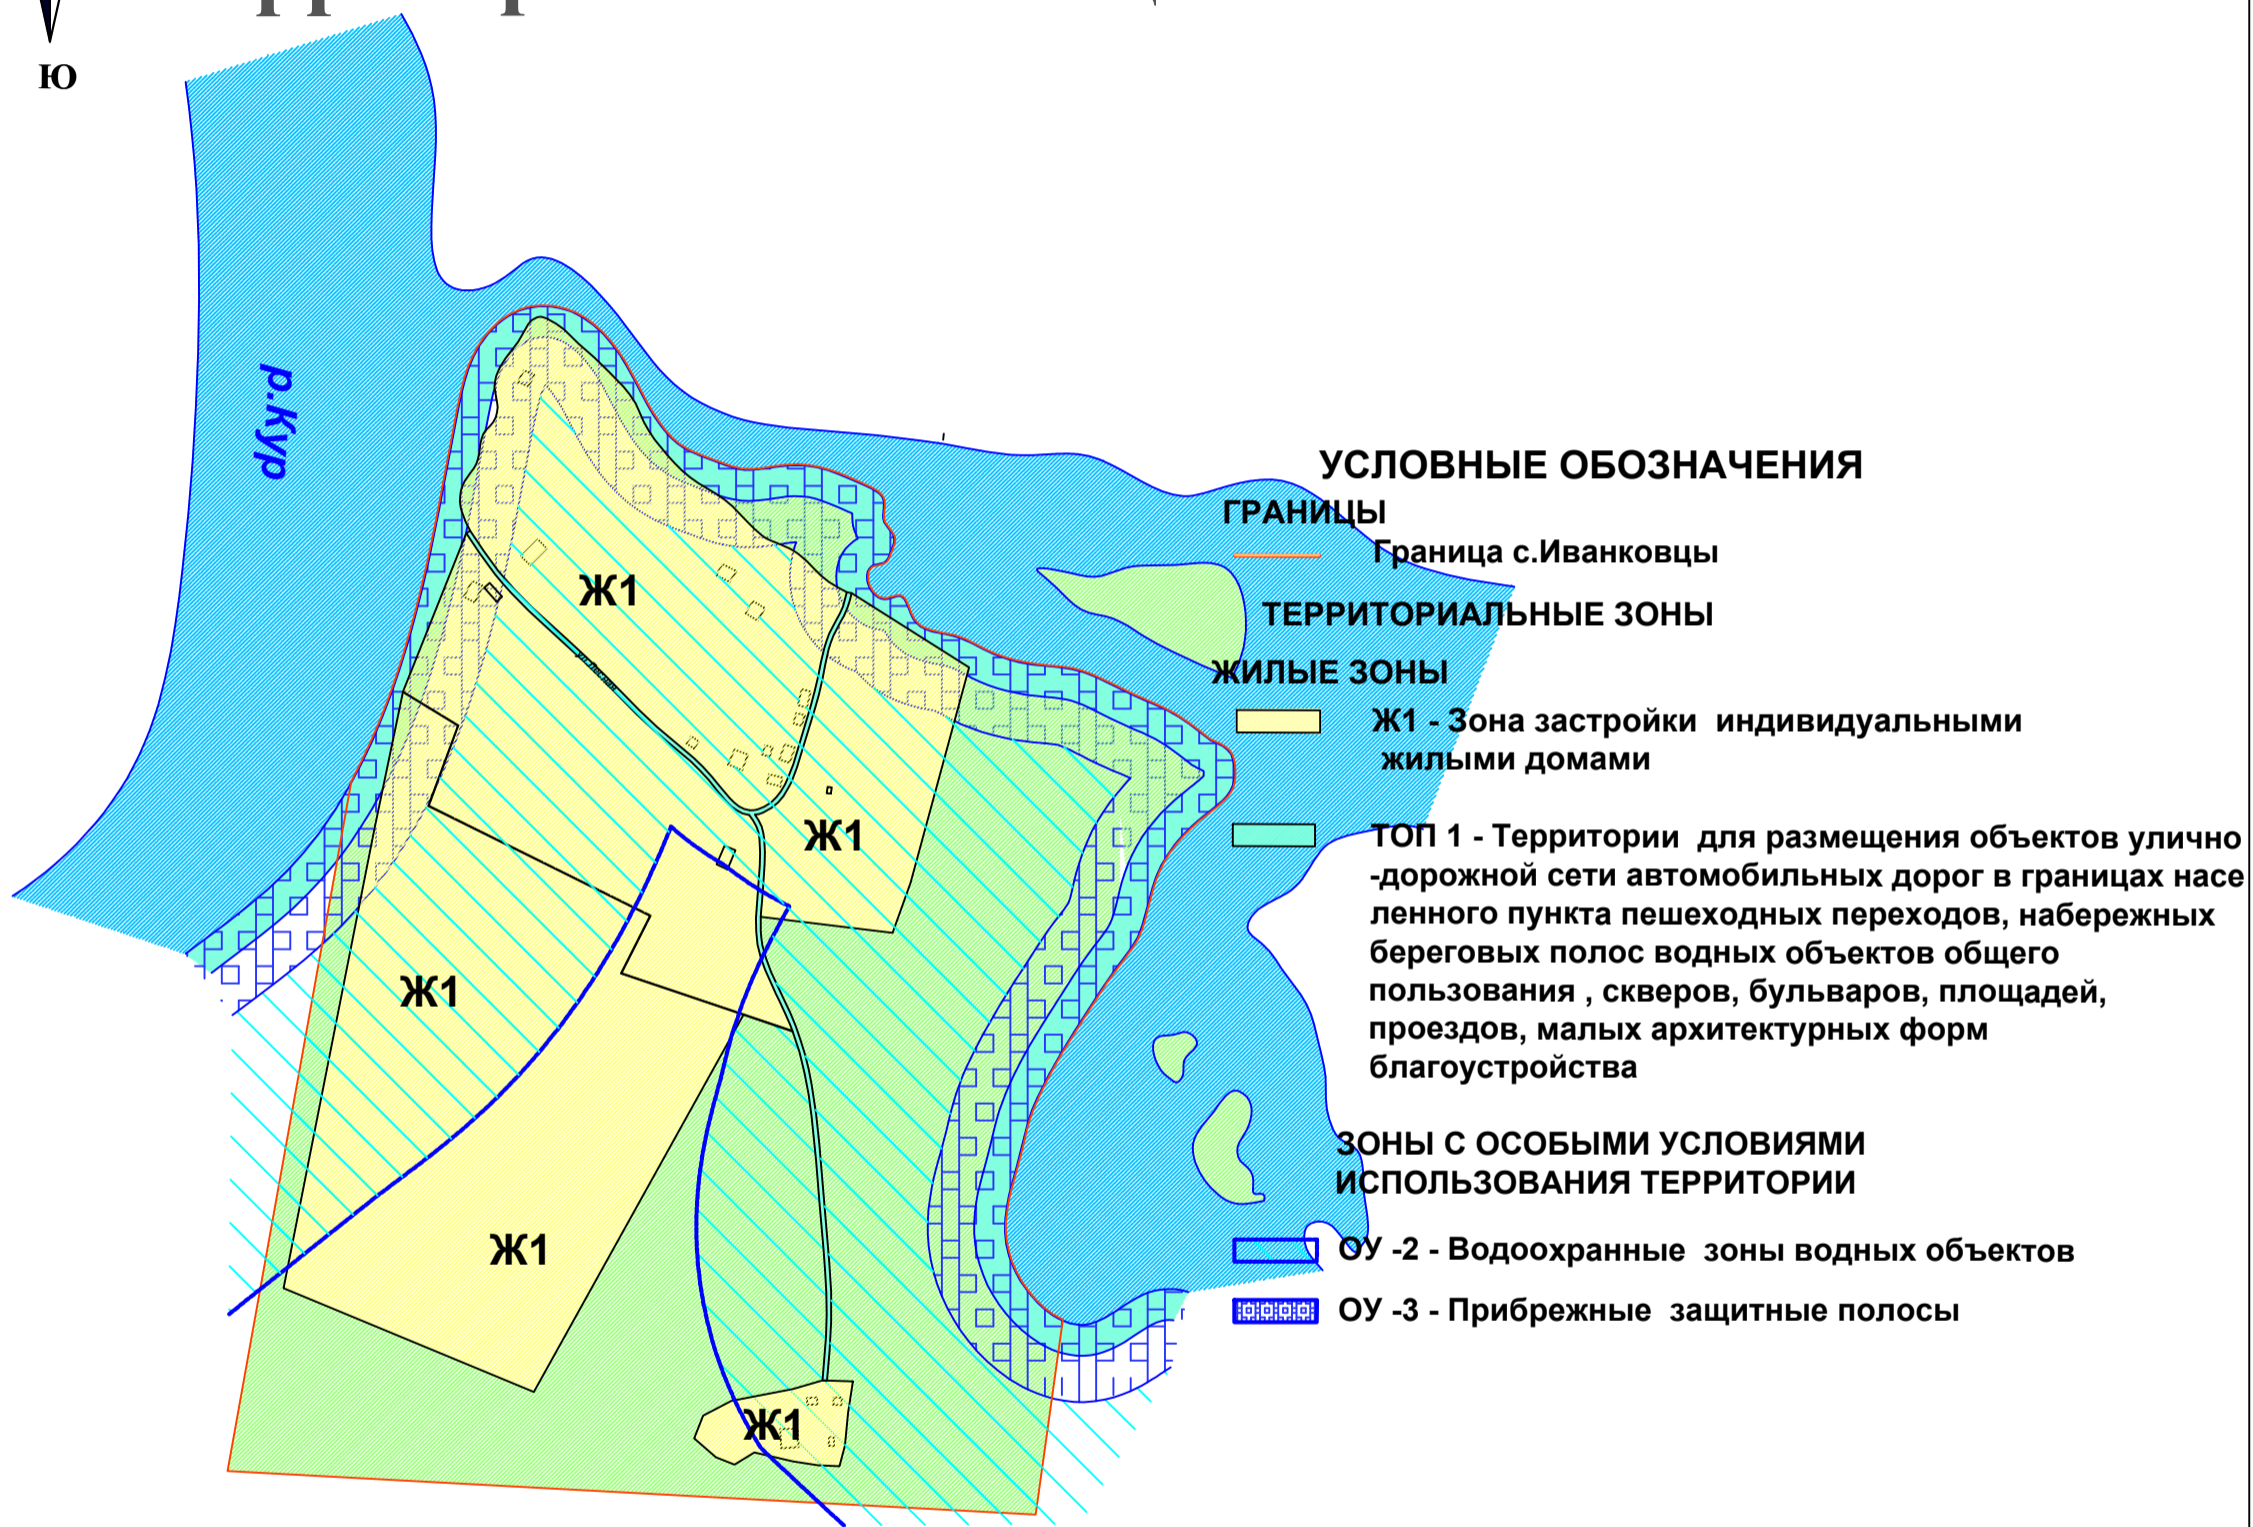 Ю
р.Кур
Ж1
Ж1
Ж1
Ж1
Ж1
УСЛОВНЫЕ ОБОЗНАЧЕНИЯ
ГРАНИЦЫ
Граница с.Иванковцы
ТЕРРИТОРИАЛЬНЫЕ ЗОНЫ
ЖИЛЫЕ ЗОНЫ
Ж1 - Зона застройки индивидуальными
жилыми домами
ТОП 1 - Территории для размещения объектов улично
-дорожной сети автомобильных дорог в границах насе
ленного пункта пешеходных переходов, набережных
береговых полос водных объектов общего
пользования , скверов, бульваров, площадей,
проездов, малых архитектурных форм
благоустройства
ЗОНЫ С ОСОБЫМИ УСЛОВИЯМИ
ИСПОЛЬЗОВАНИЯ ТЕРРИТОРИИ
ОУ -2 - Водоохранные зоны водных объектов
ОУ -3 - Прибрежные защитные полосы